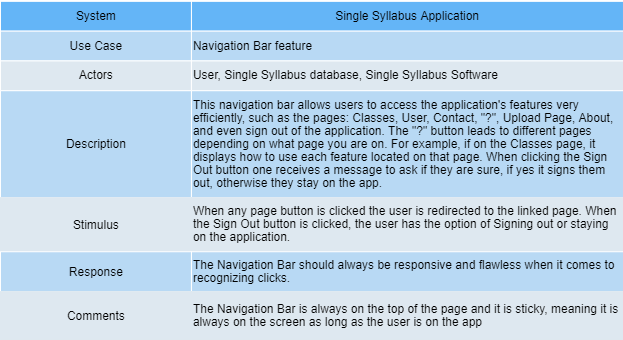 System Single Syllabus Application
Use Case Navigation Bar feature
Actors User, Single Syllabus database, Single Syllabus Software
Description
This navigation bar allows users to access the application's features very
efficiently, such as the pages: Classes, User, Contact, "?", Upload Page, About,
and even sign out of the application. The "?" button leads to different pages
depending on what page you are on. For example, if on the Classes page, it
displays how to use each feature located on that page. When clicking the Sign
Out button one receives a message to ask if they are sure, if yes it signs them
out, otherwise they stay on the app.
Stimulus
When any page button is clicked the user is redirected to the linked page. When
the Sign Out button is clicked, the user has the option of Signing out or staying
on the application.
Response
The Navigation Bar should always be responsive and flawless when it comes to
recognizing clicks.
Comments
The Navigation Bar is always on the top of the page and it is sticky, meaning it is
always on the screen as long as the user is on the app